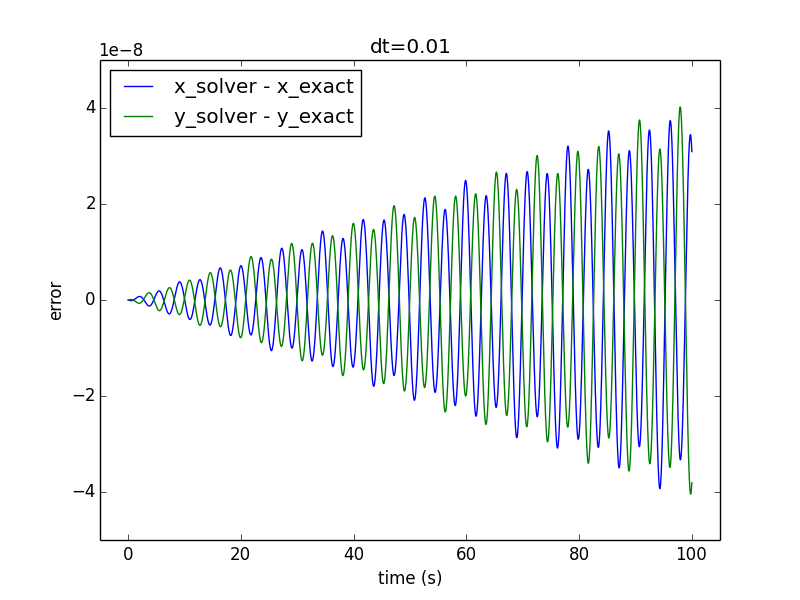 dt=0.01
1e−8
x_solver - x_exact
y_solver - y_exact
4
2
0
−2
−4
error
0 20 40 60 80 100
time (s)